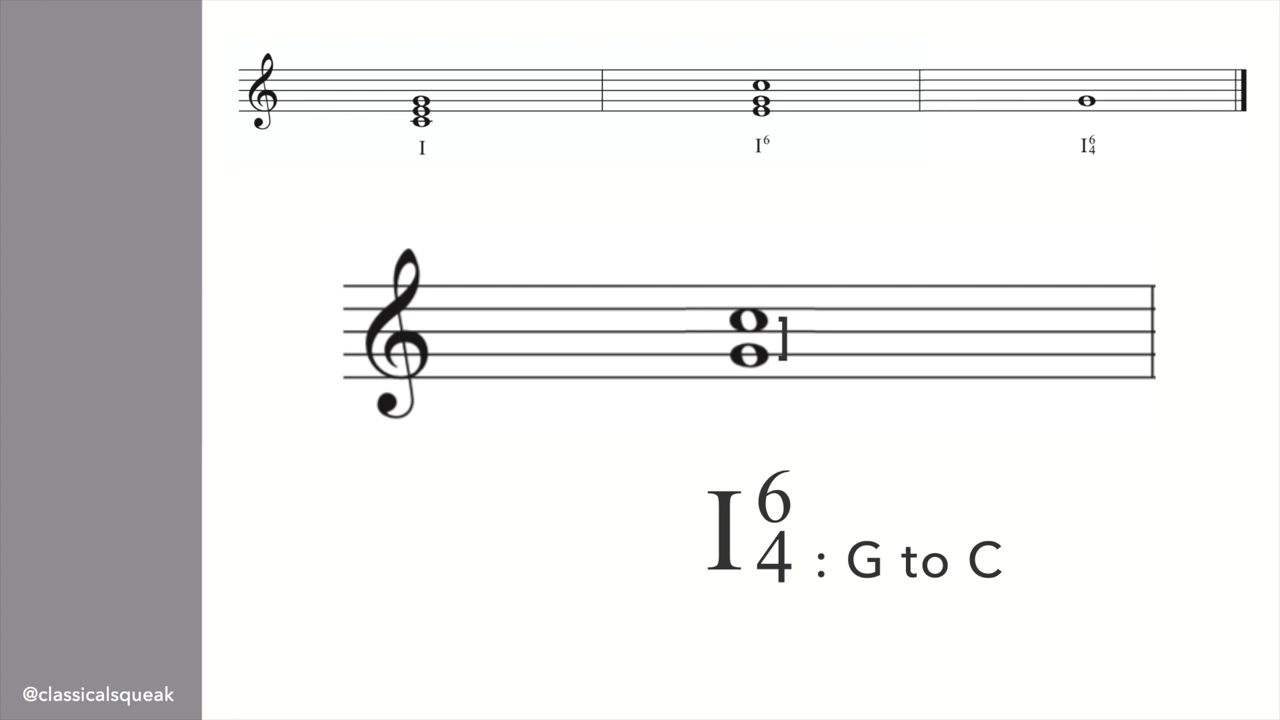 I I⁶ I⁶₄
I⁶₄ : G to C
@classicalsqueak